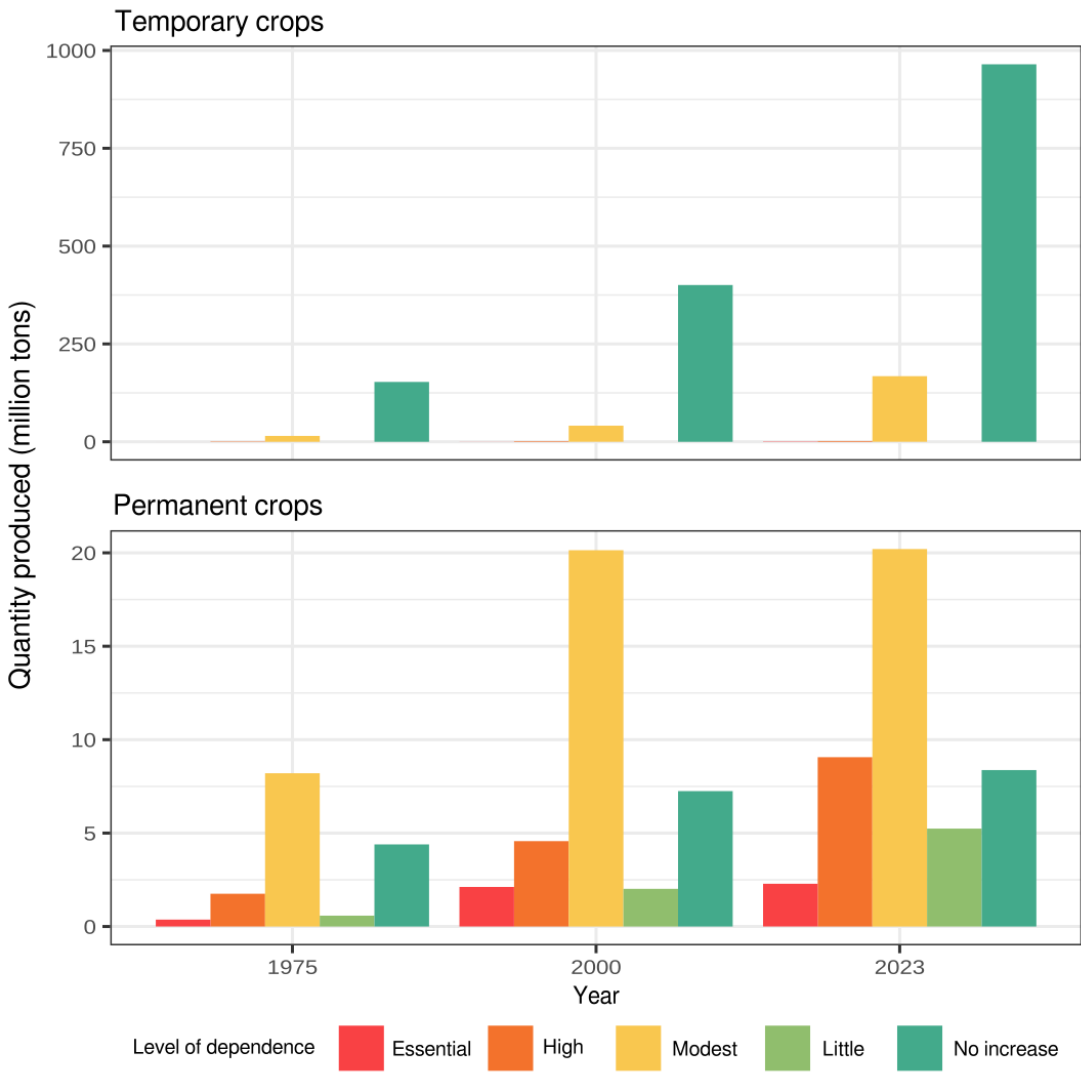 Temporary crops
1000
750
500
250
0
Quantity produced (million tons)
Permanent crops
20
15
10
5
0
1975 2000 2023
Year
Level of dependence Essential High Modest Little No increase